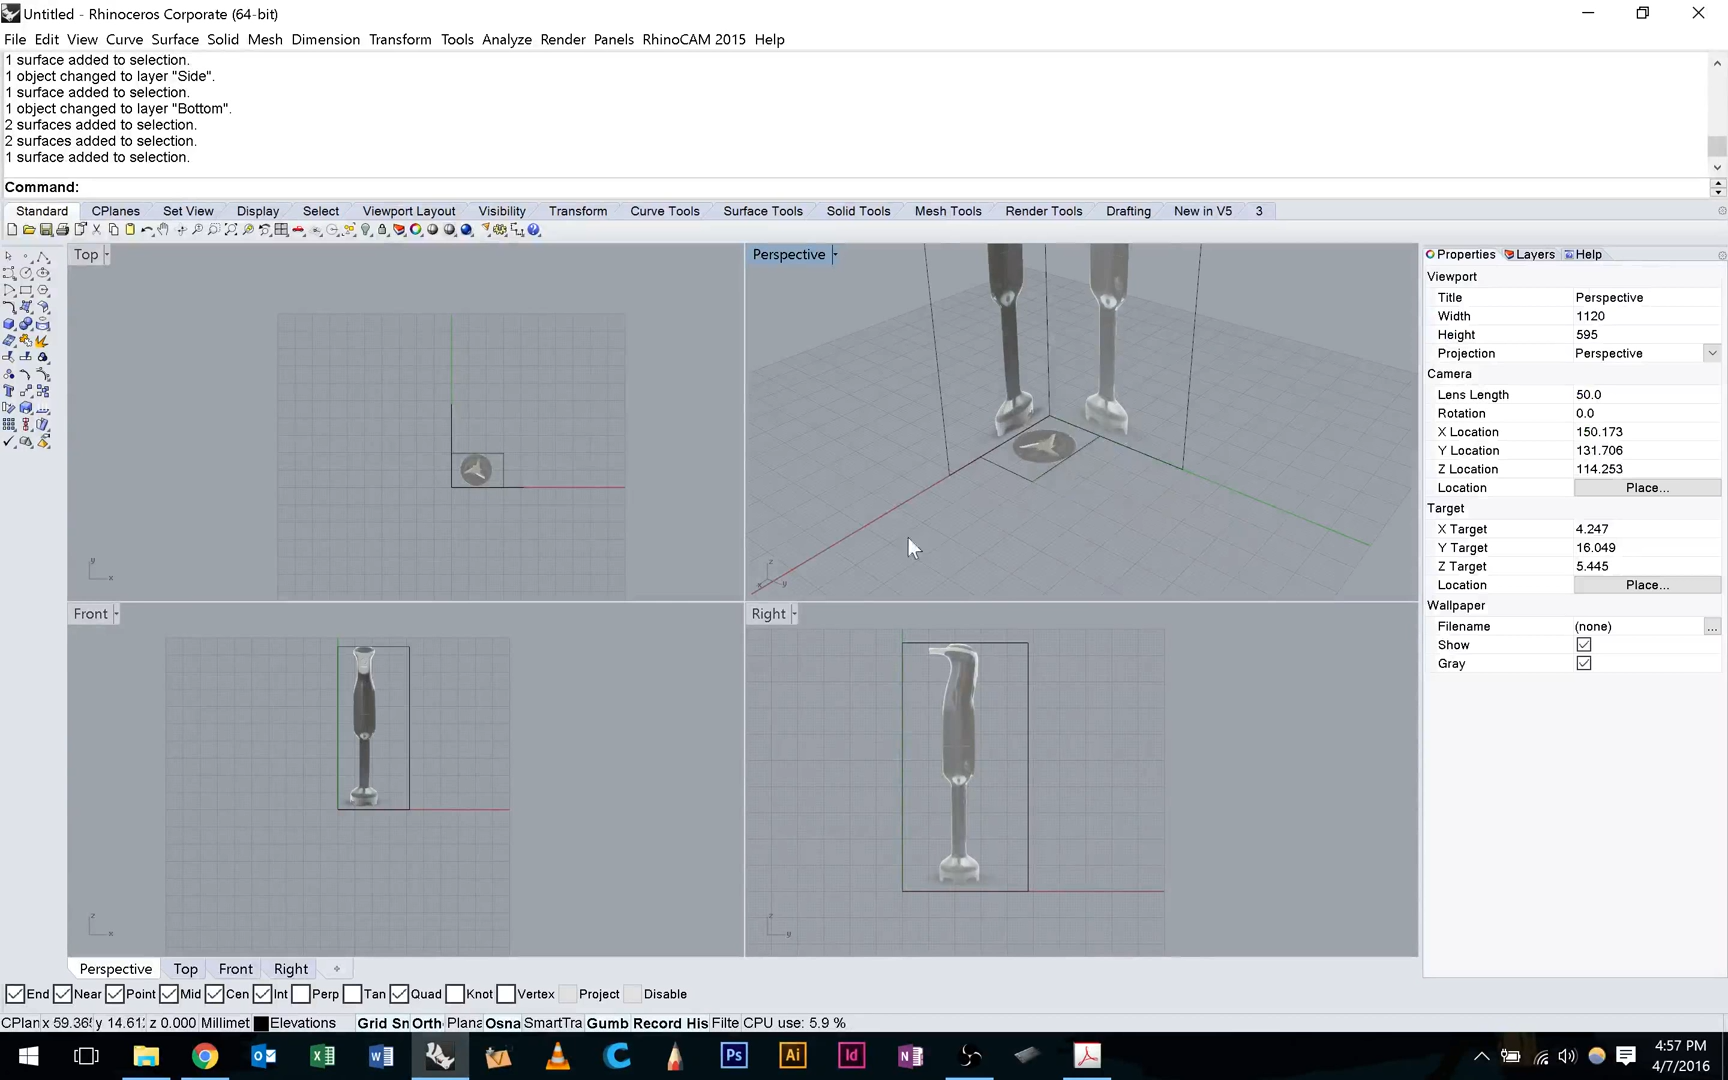 Untitled - Rhinoceros Corporate (64-bit)
File Edit View Curve Surface Solid Mesh Dimension Transform Tools Analyze Render Panels RhinoCAM 2015 Help
1 surface added to selection.
1 object changed to layer "Side".
1 surface added to selection.
1 object changed to layer "Bottom".
2 surfaces added to selection.
2 surfaces added to selection.
1 surface added to selection.
Command:
Standard CPlanes Set View Display Select Viewport Layout Visibility Transform Curve Tools Surface Tools Solid Tools Mesh Tools Render Tools Drafting New in V5 3
Top
Perspective
Properties Layers Help
Viewport
Title Perspective
Width 1120
Height 595
Projection Perspective
Camera
Lens Length 50.0
Rotation 0.0
X Location 150.173
Y Location 131.706
Z Location 114.253
Location Place...
Target
X Target 4.247
Y Target 16.049
Z Target 5.445
Location Place...
Wallpaper
Filename (none) ...
Show
Gray
y x
z x y
Front
Right
z x
z y
Perspective Top Front Right
End Near Point Mid Cen Int Perp Tan Quad Knot Vertex Project Disable
CPlan x 59.365 y 14.612 z 0.000 Millimet Elevations Grid Sn Orth Plana Osna SmartTra Gumb Record His Filte CPU use: 5.9 %
Ps Ai Id
4:57 PM
4/7/2016